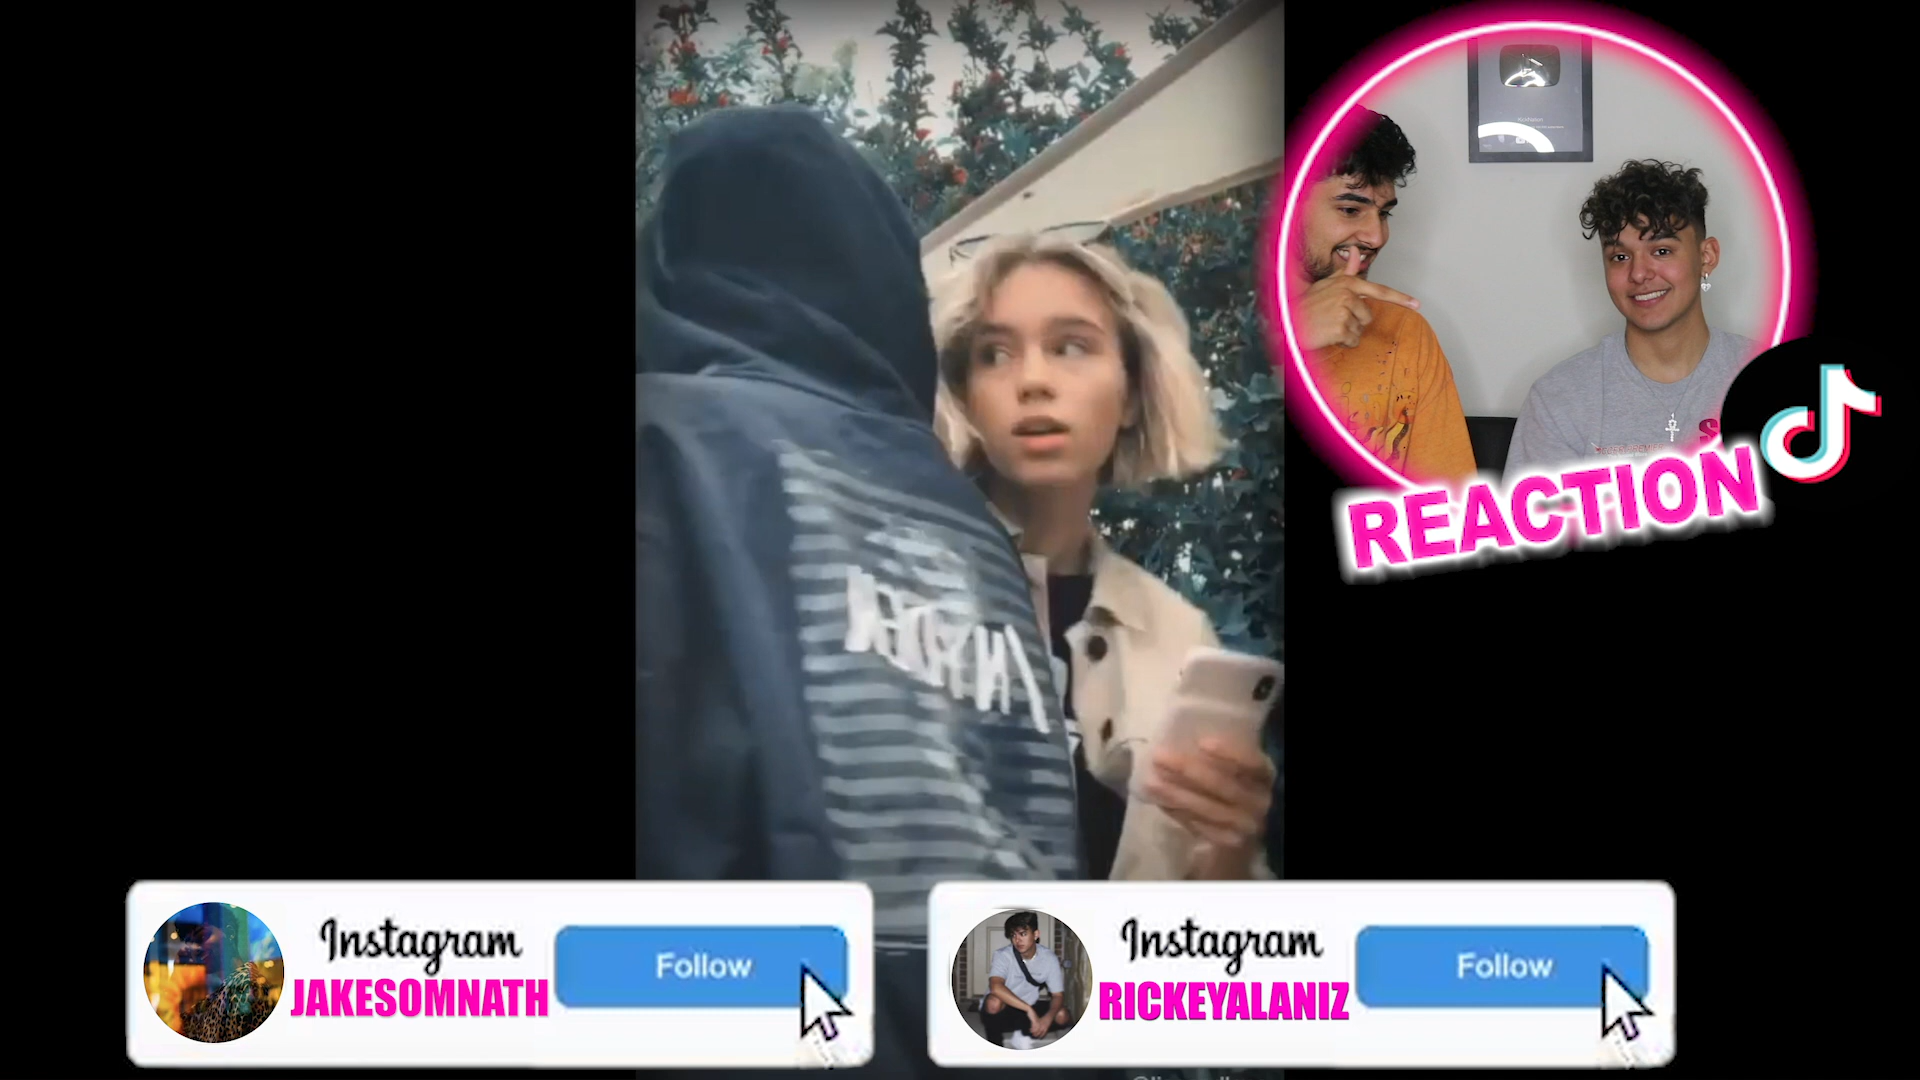 REACTION
Instagram
JAKESOMNATH
Follow
Instagram
RICKEYALANIZ
Follow